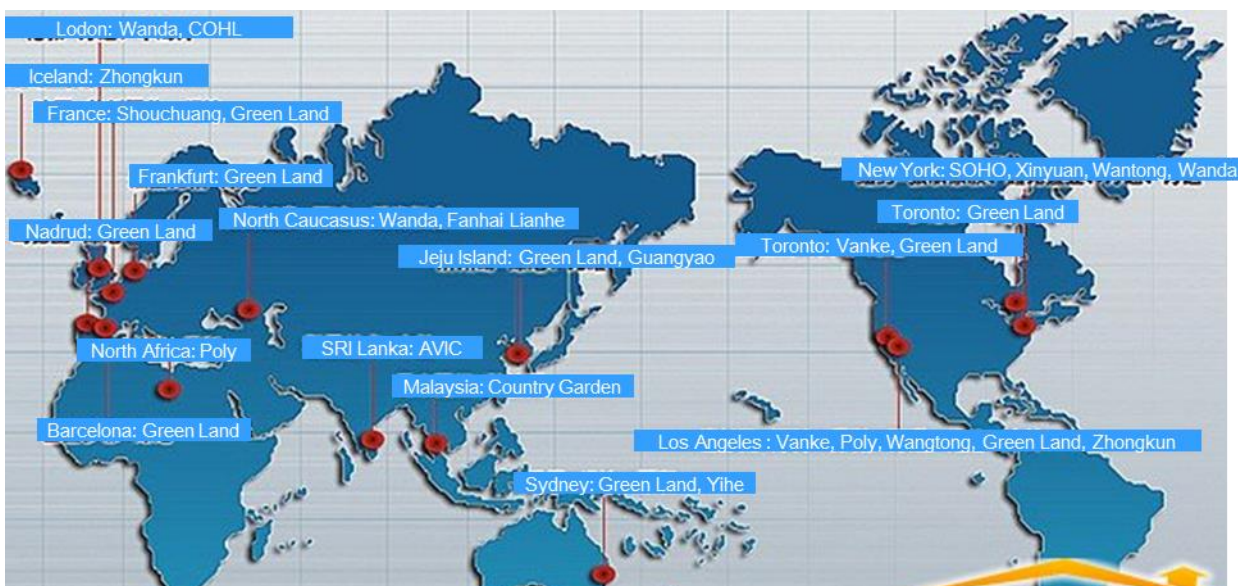 Lodon: Wanda, COHL
Iceland: Zhongkun
France: Shouchuang, Green Land
Frankfurt: Green Land
New York: SOHO, Xinyuan, Wantong, Wanda
North Caucasus: Wanda, Fanhai Lianhe
Toronto: Green Land
Nadrud: Green Land
Jeju Island: Green Land, Guangyao
Toronto: Vanke, Green Land
North Africa: Poly
SRI Lanka: AVIC
Malaysia: Country Garden
Barcelona: Green Land
Los Angeles : Vanke, Poly, Wangtong, Green Land, Zhongkun
Sydney: Green Land, Yihe